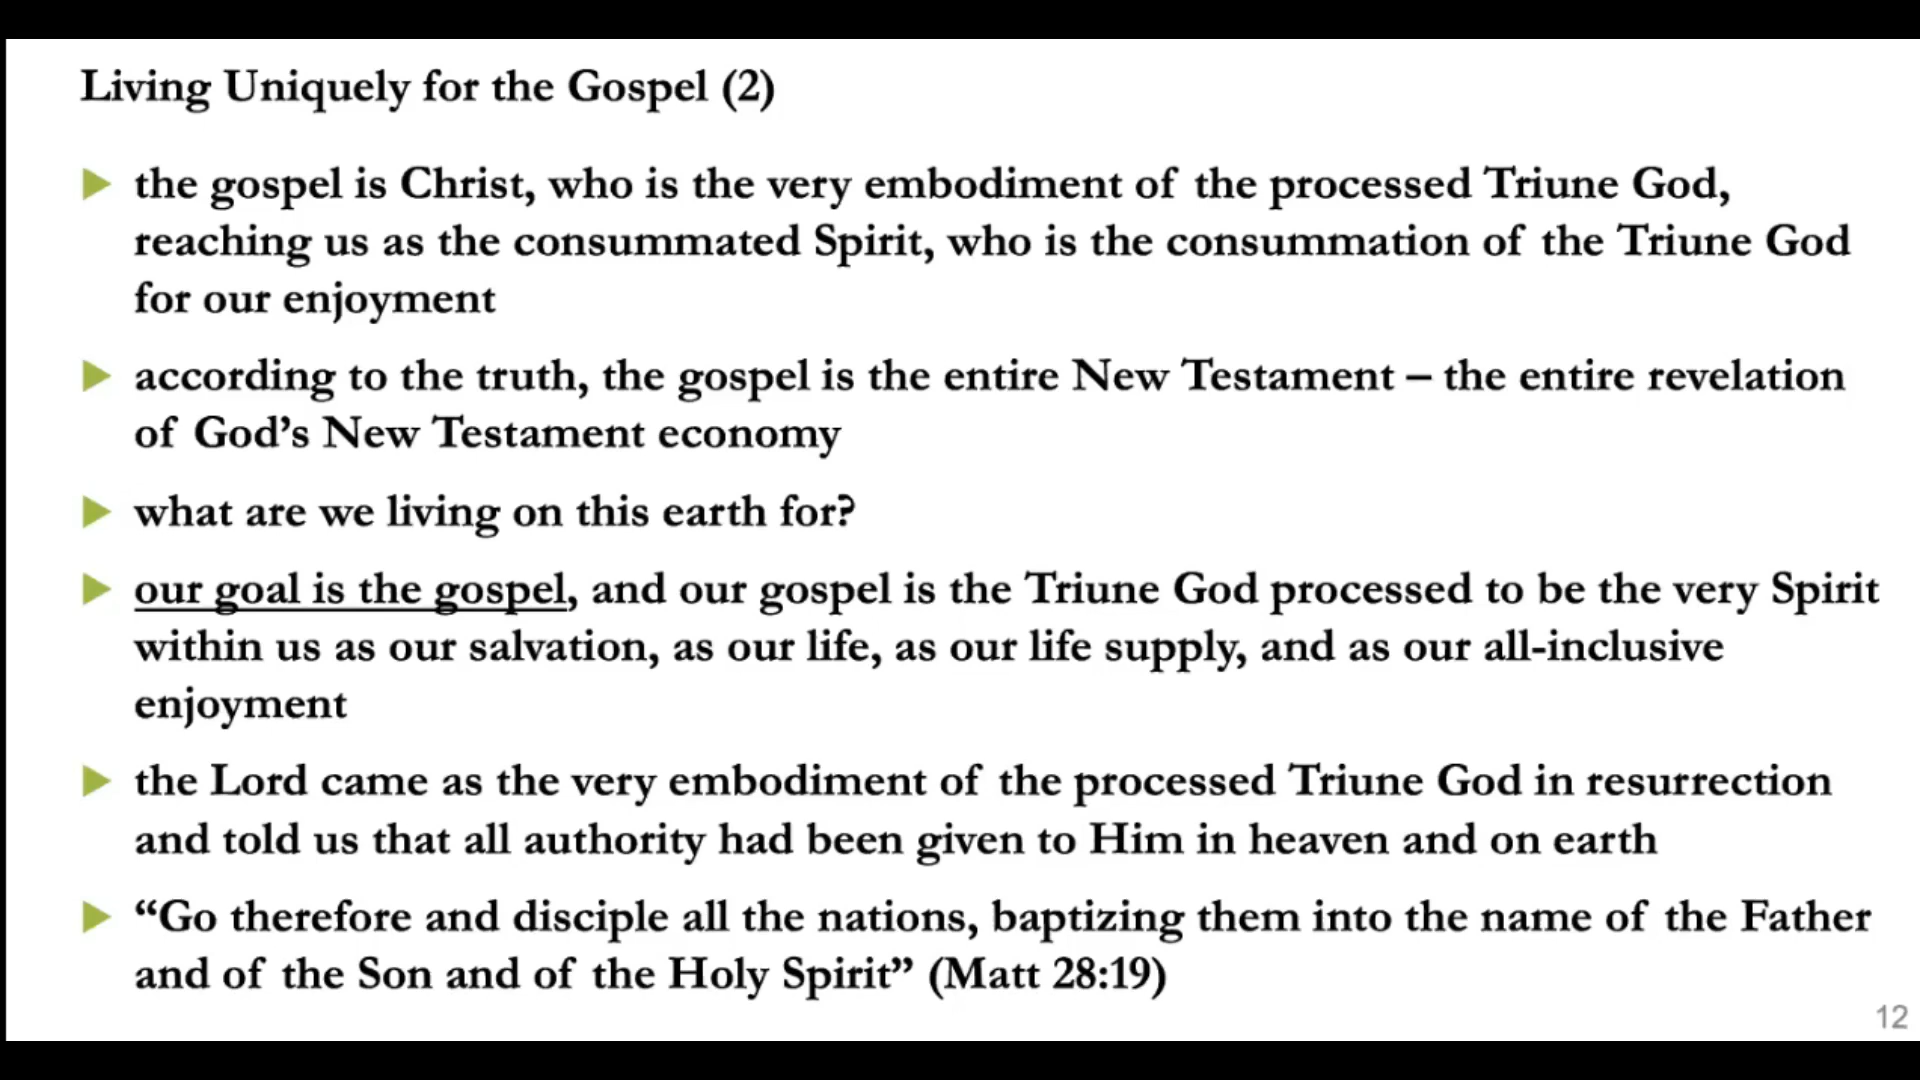 Living Uniquely for the Gospel (2)
the gospel is Christ, who is the very embodiment of the processed Triune God,
reaching us as the consummated Spirit, who is the consummation of the Triune God
for our enjoyment
according to the truth, the gospel is the entire New Testament – the entire revelation
of God’s New Testament economy
what are we living on this earth for?
our goal is the gospel, and our gospel is the Triune God processed to be the very Spirit
within us as our salvation, as our life, as our life supply, and as our all-inclusive
enjoyment
the Lord came as the very embodiment of the processed Triune God in resurrection
and told us that all authority had been given to Him in heaven and on earth
“Go therefore and disciple all the nations, baptizing them into the name of the Father
and of the Son and of the Holy Spirit” (Matt 28:19)
12